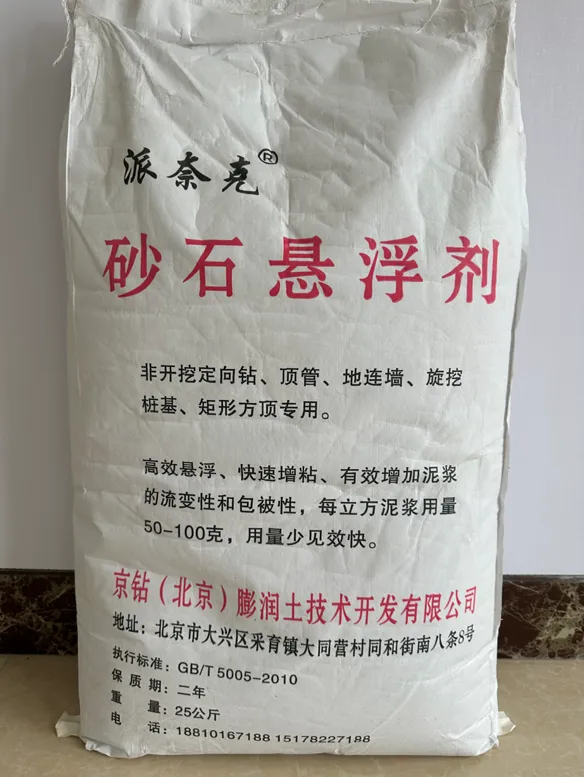 派奈克®
砂石悬浮剂
非开挖定向钻、顶管、地连墙、旋挖
桩基、矩形方顶专用。
高效悬浮、快速增粘、有效增加泥浆
的流变性和包被性，每立方泥浆用量
50-100克，用量少见效快。
京钻（北京）膨润土技术开发有限公司
地址：北京市大兴区采育镇大同营村同和街南八条8号
执行标准：GB/T 5005-2010
保质期：二年
重量：25公斤
电话：18810167188 15178227188